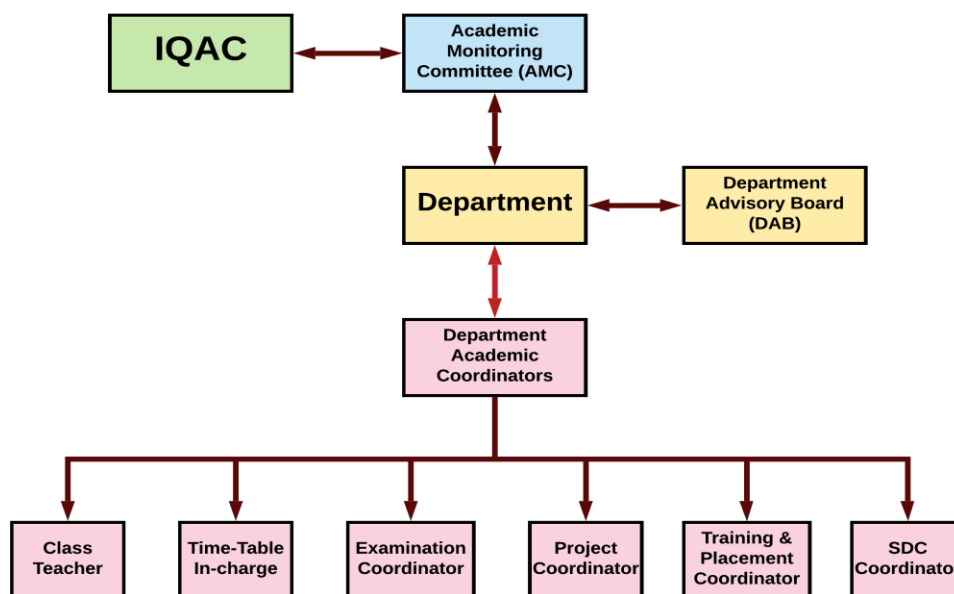 IQAC
Academic
Monitoring
Committee (AMC)
Department
Department
Advisory Board
(DAB)
Department
Academic
Coordinators
Class
Teacher
Time-Table
In-charge
Examination
Coordinator
Project
Coordinator
Training &
Placement
Coordinator
SDC
Coordinator